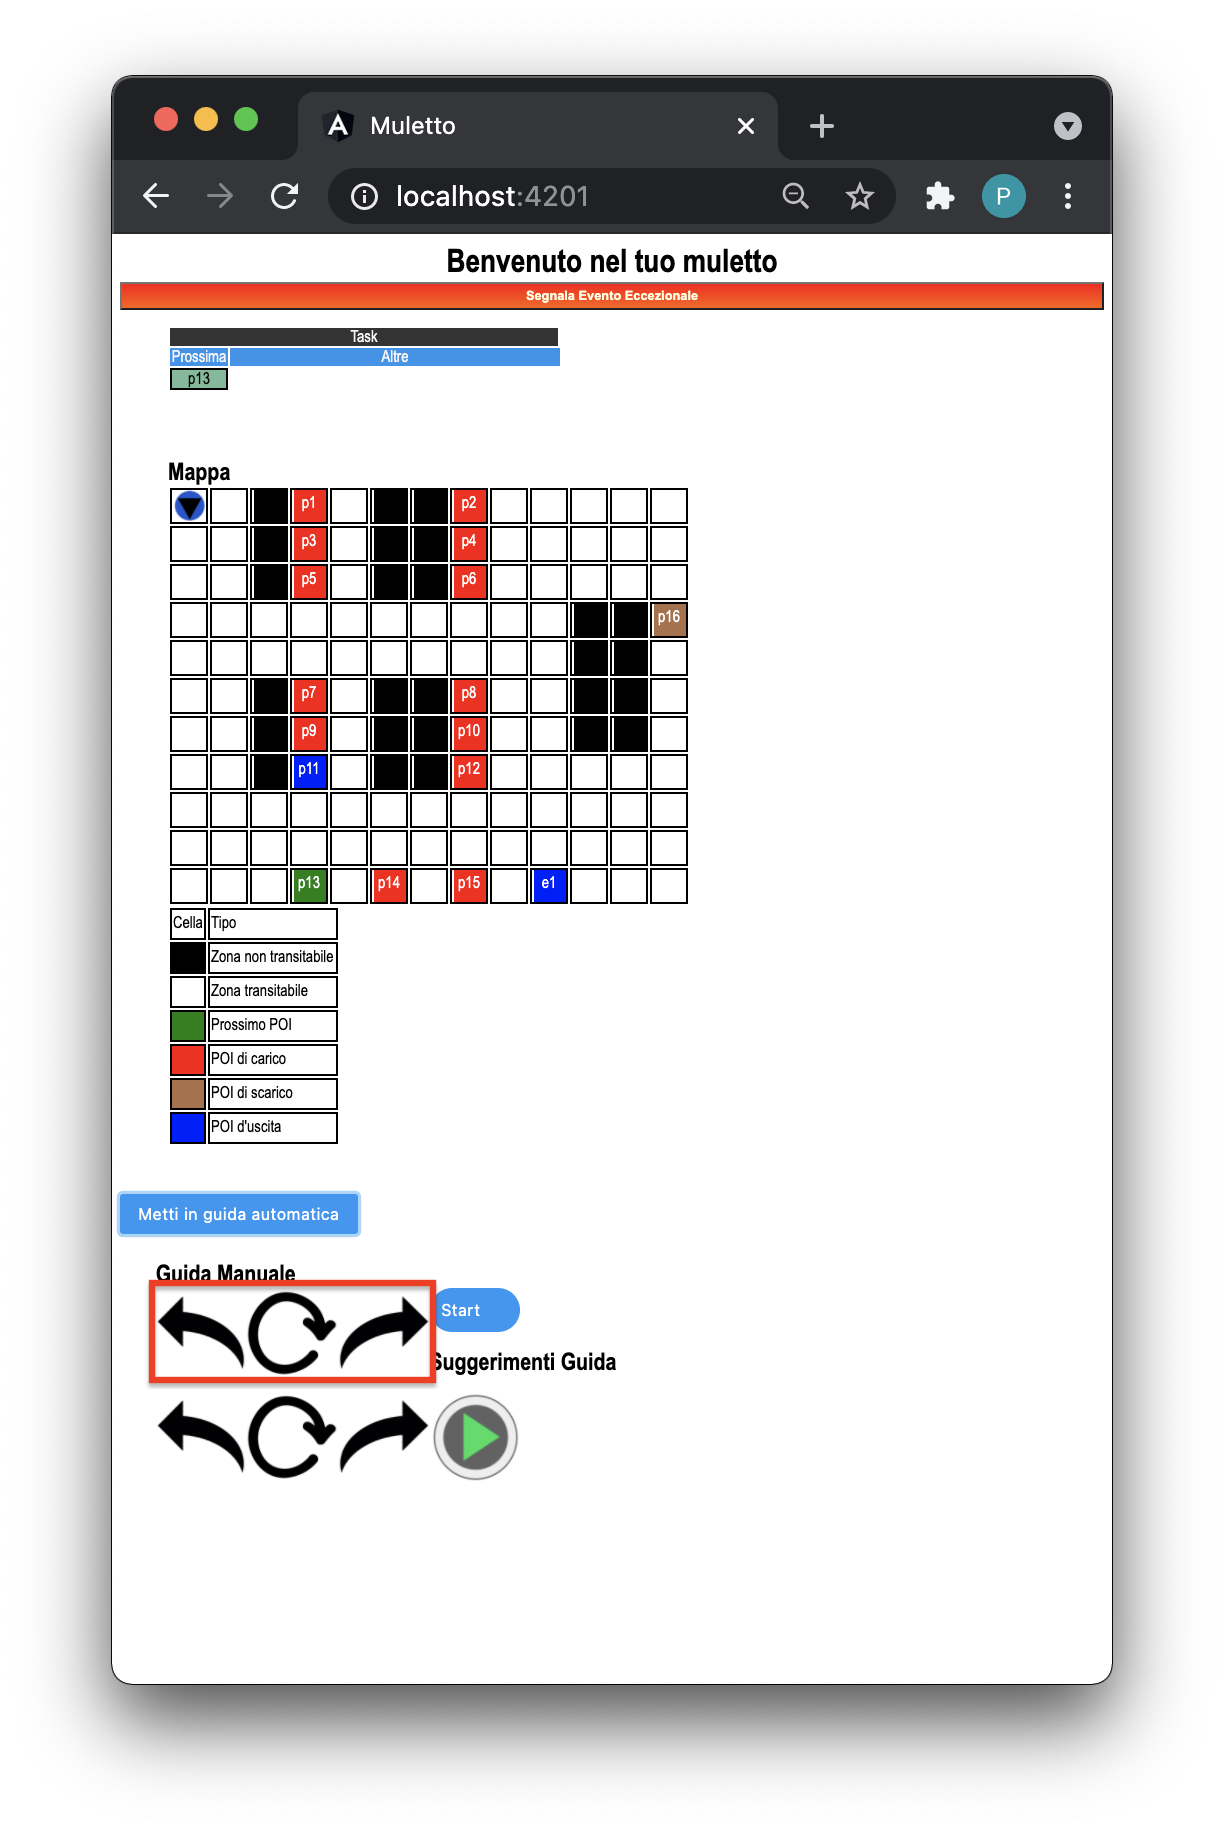 Muletto
localhost:4201
P
Benvenuto nel tuo muletto
Segnala Evento Eccezionale
Task
Prossima Altre
p13
Mappa
p1 p2
p3 p4
p5 p6
p16
p7 p8
p9 p10
p11 p12
p13 p14 p15 e1
Cella Tipo
Zona non transitabile
Zona transitabile
Prossimo POI
POI di carico
POI di scarico
POI d'uscita
Metti in guida automatica
Guida Manuale
Start
Suggerimenti Guida